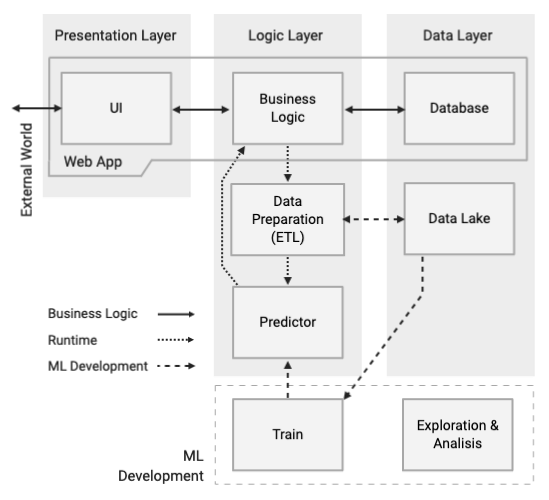 Presentation Layer
Logic Layer
Data Layer
UI
Business
Logic
Database
External World
Web App
Data
Preparation
(ETL)
Data Lake
Business Logic
Runtime
ML Development
Predictor
Train
Exploration &
Analisis
ML
Development